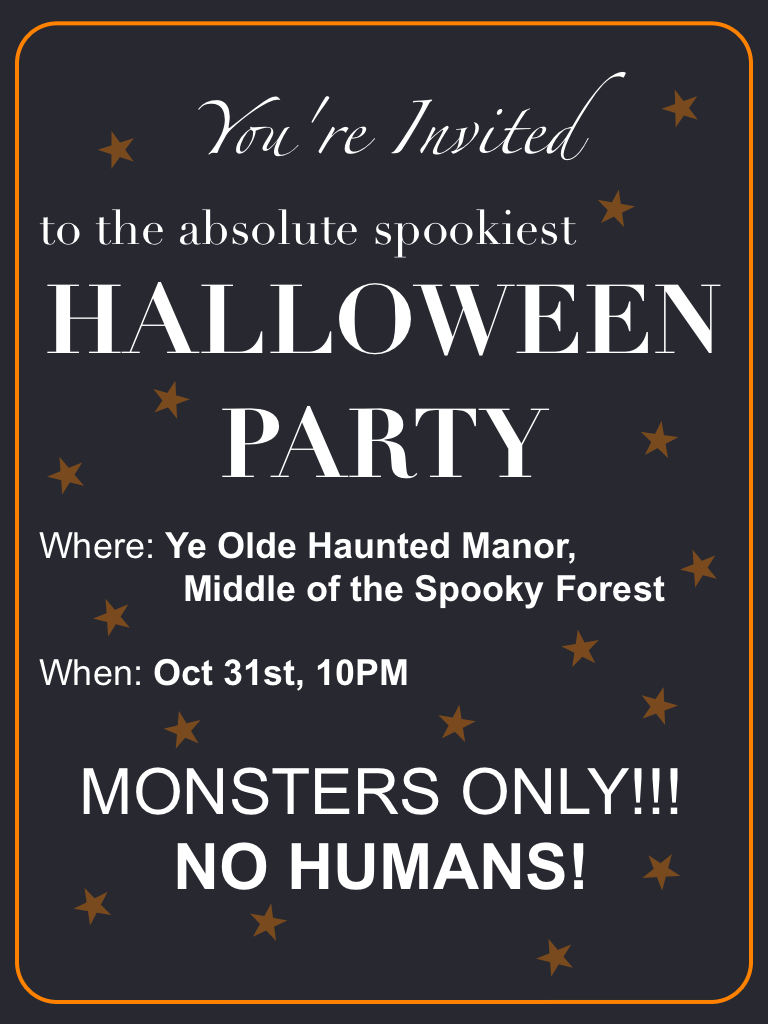 You're Invited
to the absolute spookiest
HALLOWEEN
PARTY
Where: Ye Olde Haunted Manor,
Middle of the Spooky Forest
When: Oct 31st, 10PM
MONSTERS ONLY!!!
NO HUMANS!